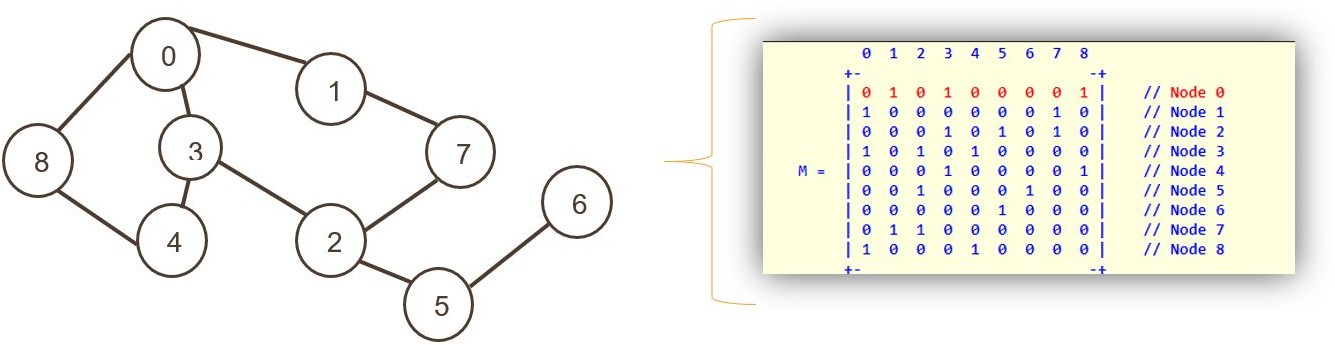 0
1
8
3
7
6
4
2
5
0 1 2 3 4 5 6 7 8
+- -+
| 0 1 0 1 0 0 0 0 1 | // Node 0
| 1 0 0 0 0 0 0 1 0 | // Node 1
| 0 0 0 1 0 1 0 1 0 | // Node 2
| 1 0 1 0 1 0 0 0 0 | // Node 3
M = | 0 0 0 1 0 0 0 0 1 | // Node 4
| 0 0 1 0 0 0 1 0 0 | // Node 5
| 0 0 0 0 0 1 0 0 0 | // Node 6
| 0 1 1 0 0 0 0 0 0 | // Node 7
| 1 0 0 0 1 0 0 0 0 | // Node 8
+- -+